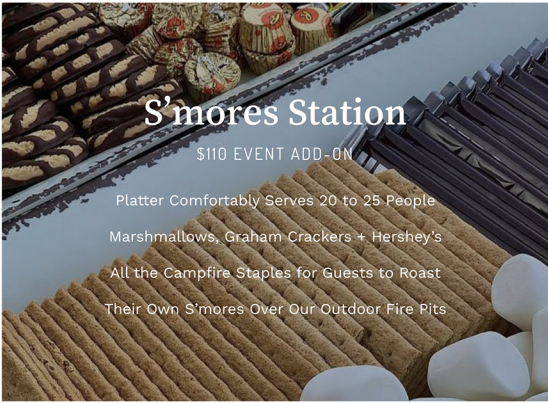 S'mores Station
$110 EVENT ADD-ON
Platter Comfortably Serves 20 to 25 People
Marshmallows, Graham Crackers + Hershey's
All the Campfire Staples for Guests to Roast
Their Own S'mores Over Our Outdoor Fire Pits